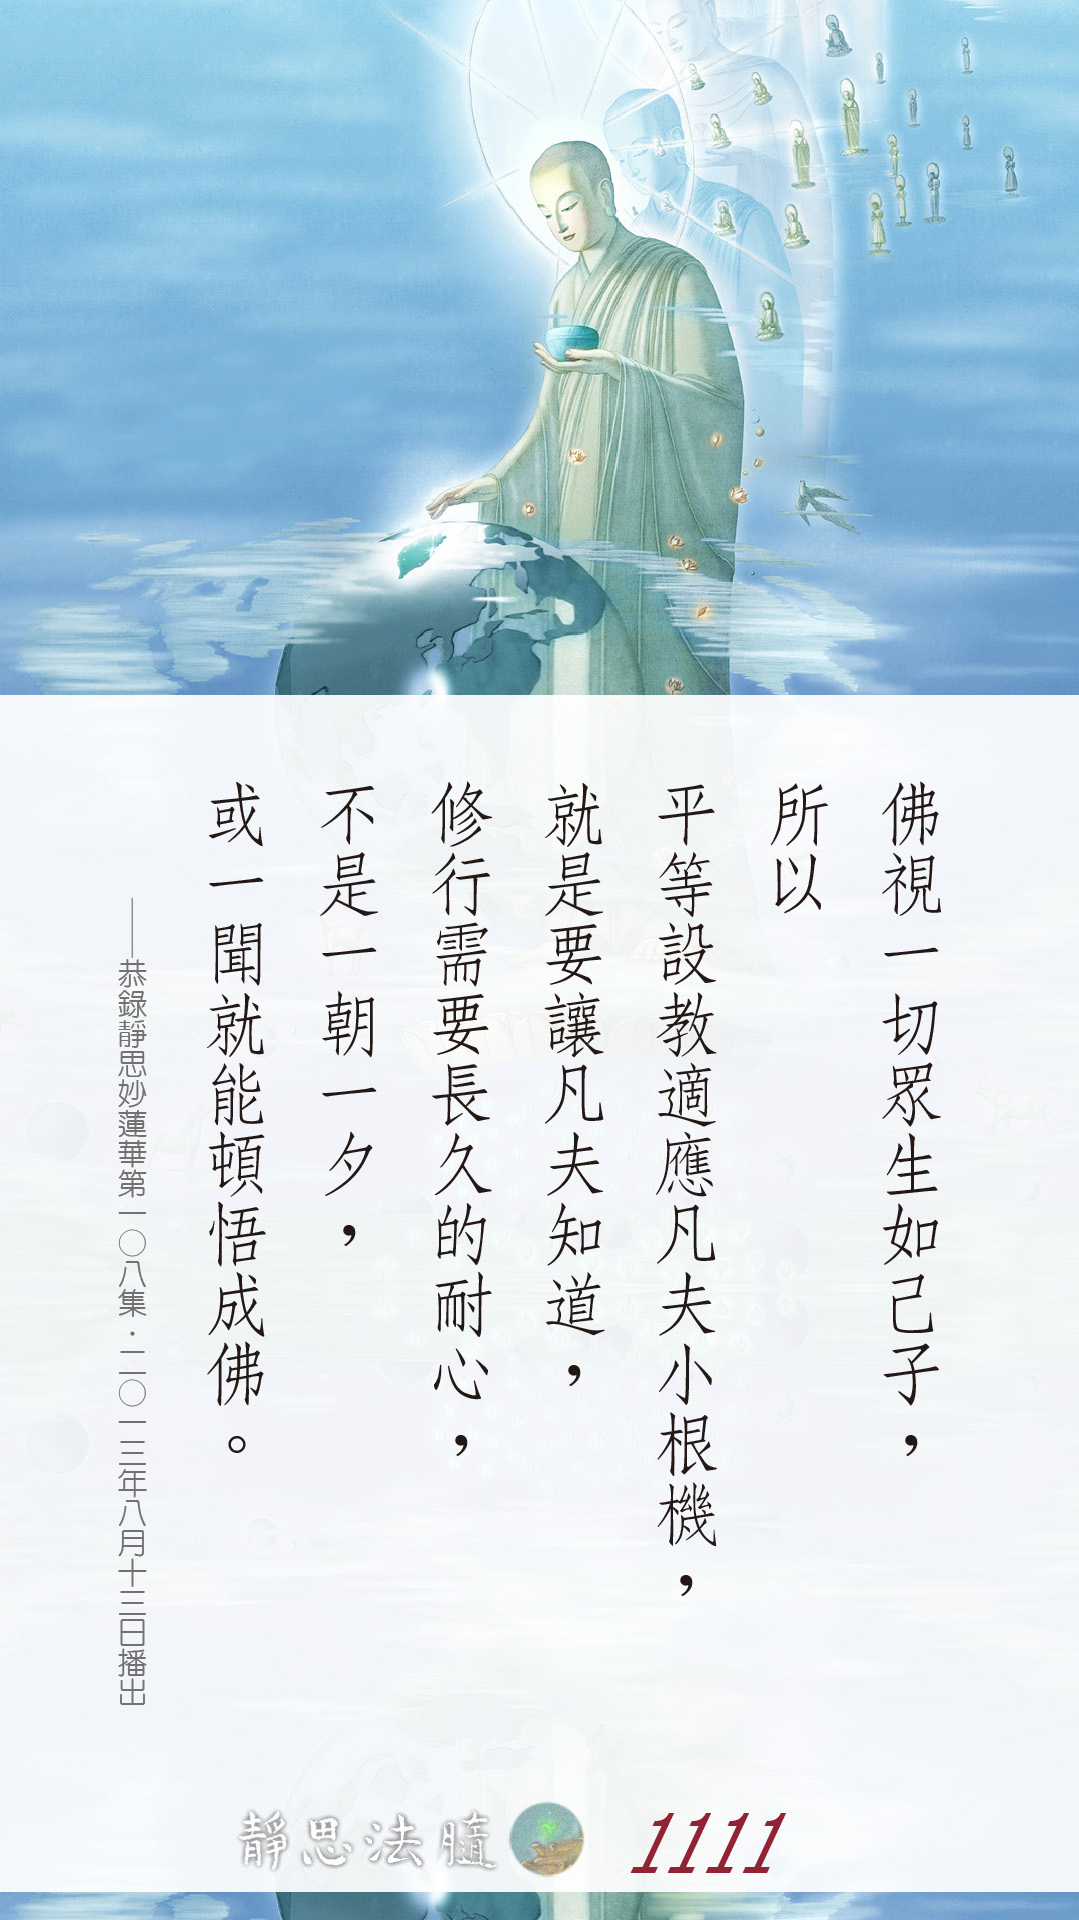 佛視一切眾生如己子，
所以
平等設教適應凡夫小根機，
就是要讓凡夫知道，
修行需要長久的耐心，
不是一朝一夕，
或一聞就能頓悟成佛。
──恭錄靜思妙蓮華第一○八集．二○一三年八月十三日播出
靜思法髓
1111